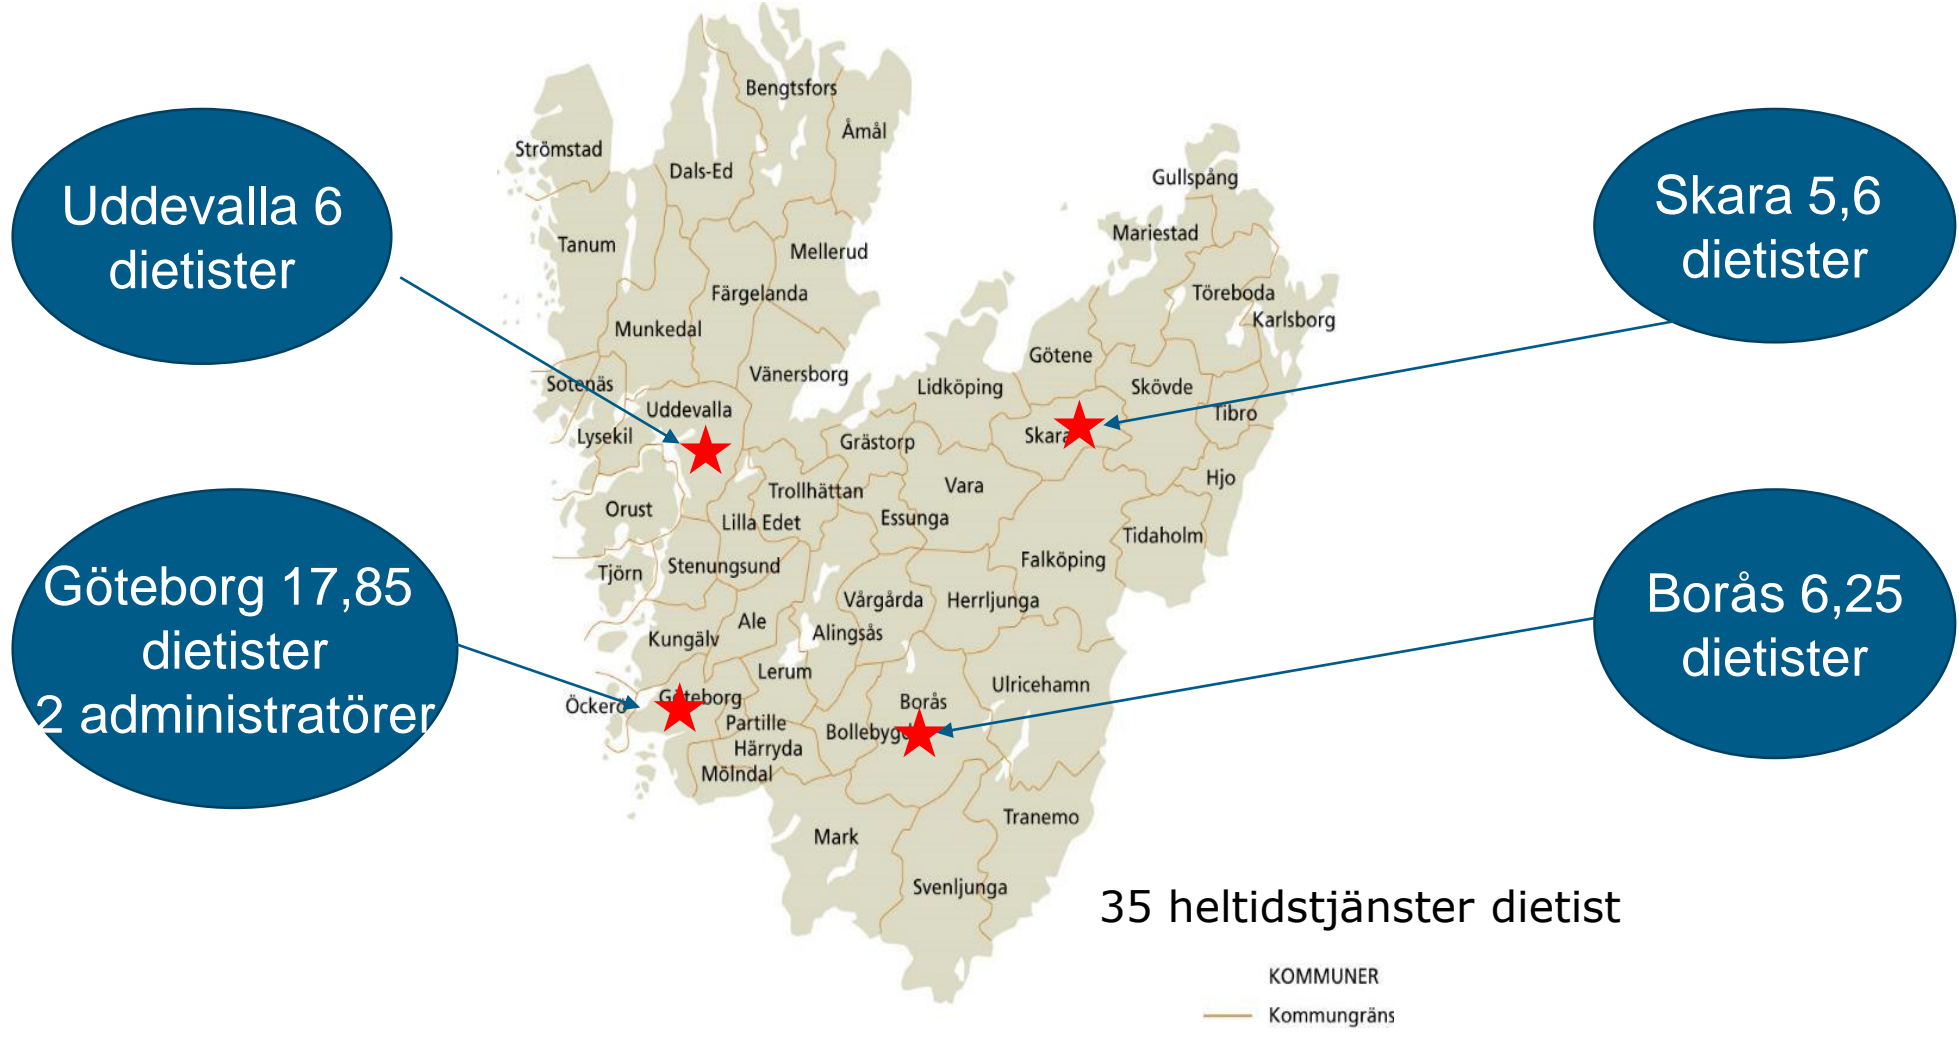 Uddevalla 6
dietister
Göteborg 17,85
dietister
2 administratörer
Skara 5,6
dietister
Borås 6,25
dietister
Bengtsfors
Åmål
Strömstad
Dals-Ed
Gullspång
Tanum
Mellerud
Mariestad
Färgelanda
Töreboda
Munkedal
Karlsborg
Vänersborg
Götene
Sotenäs
Lidköping
Skövde
Uddevalla
Tibro
Lysekil
Grästorp
Skara
Trollhättan
Vara
Hjo
Orust
Lilla Edet
Essunga
Tidaholm
Tjörn
Stenungsund
Falköping
Vårgårda
Herrljunga
Ale
Kungälv
Alingsås
Lerum
Ulricehamn
Öckerö
Göteborg
Borås
Partille
Bollebygd
Härryda
Mölndal
Mark
Tranemo
Svenljunga
35 heltidstjänster dietist
KOMMUNER
Kommungräns